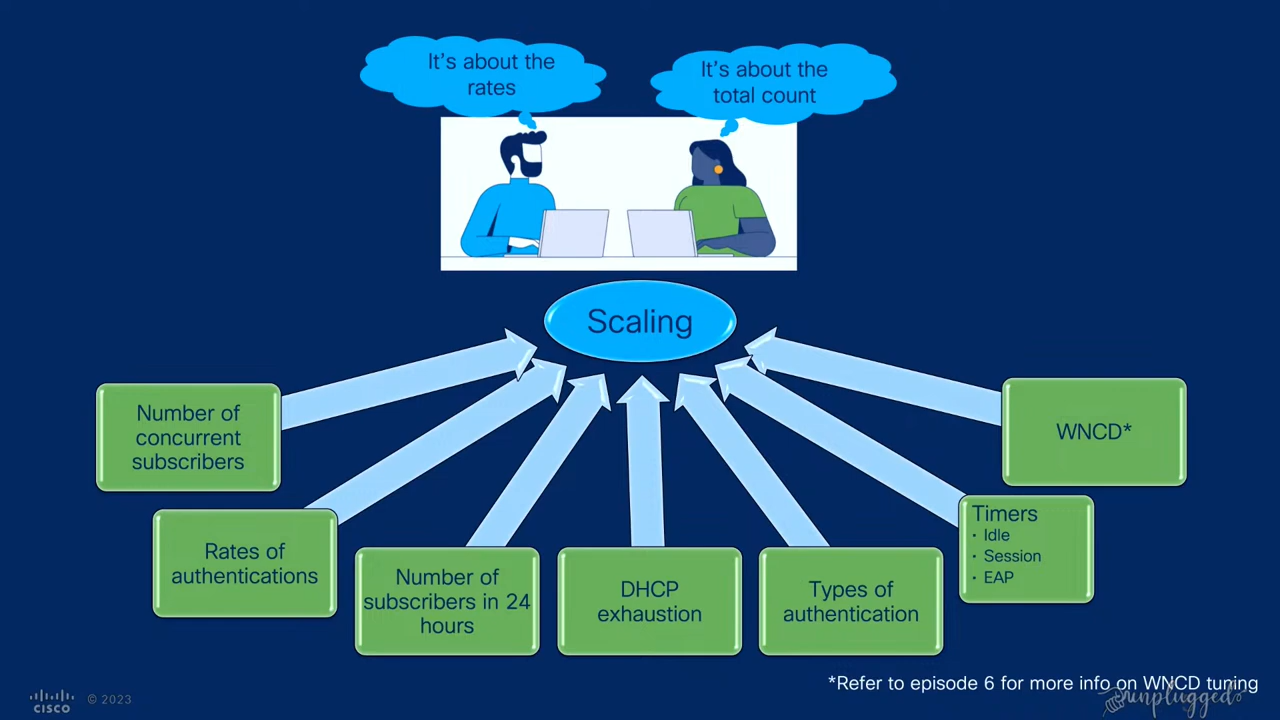 It's about the
rates
It's about the
total count
Scaling
Number of
concurrent
subscribers
WNCD*
Rates of
authentications
Timers
• Idle
• Session
• EAP
Number of
subscribers in 24
hours
DHCP
exhaustion
Types of
authentication
*Refer to episode 6 for more info on WNCD tuning
CISCO
© 2023
unplugged